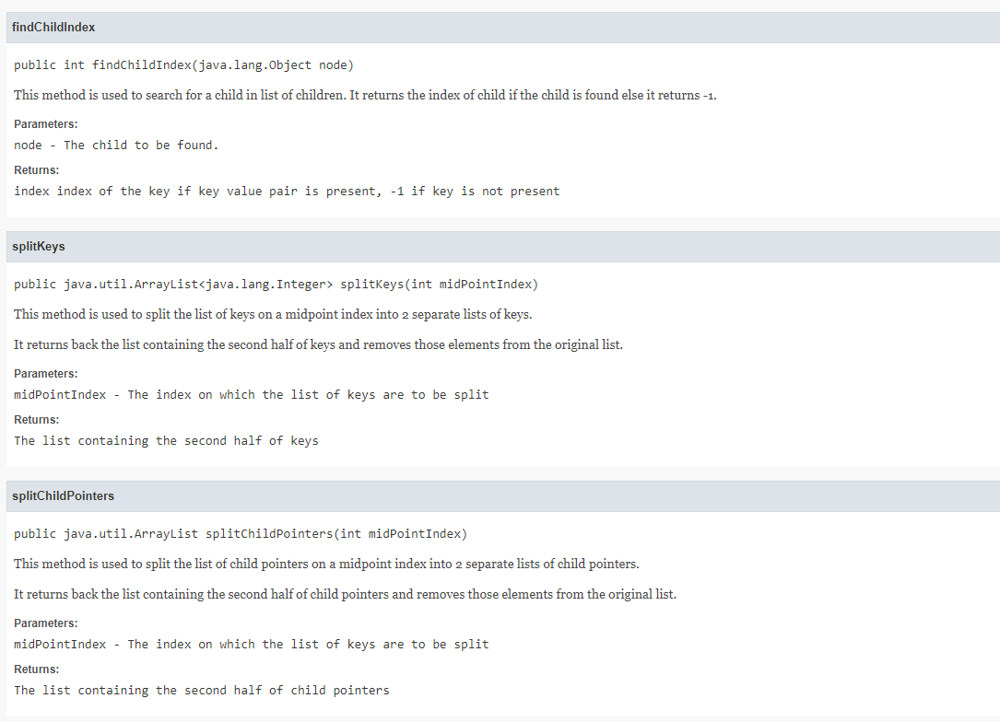 findChildIndex
public int findChildIndex(java.lang.Object node)
This method is used to search for a child in list of children. It returns the index of child if the child is found else it returns -1.
Parameters:
node - The child to be found.
Returns:
index index of the key if key value pair is present, -1 if key is not present
splitKeys
public java.util.ArrayList<java.lang.Integer> splitKeys(int midPointIndex)
This method is used to split the list of keys on a midpoint index into 2 separate lists of keys.
It returns back the list containing the second half of keys and removes those elements from the original list.
Parameters:
midPointIndex - The index on which the list of keys are to be split
Returns:
The list containing the second half of keys
splitChildPointers
public java.util.ArrayList splitChildPointers(int midPointIndex)
This method is used to split the list of child pointers on a midpoint index into 2 separate lists of child pointers.
It returns back the list containing the second half of child pointers and removes those elements from the original list.
Parameters:
midPointIndex - The index on which the list of keys are to be split
Returns:
The list containing the second half of child pointers